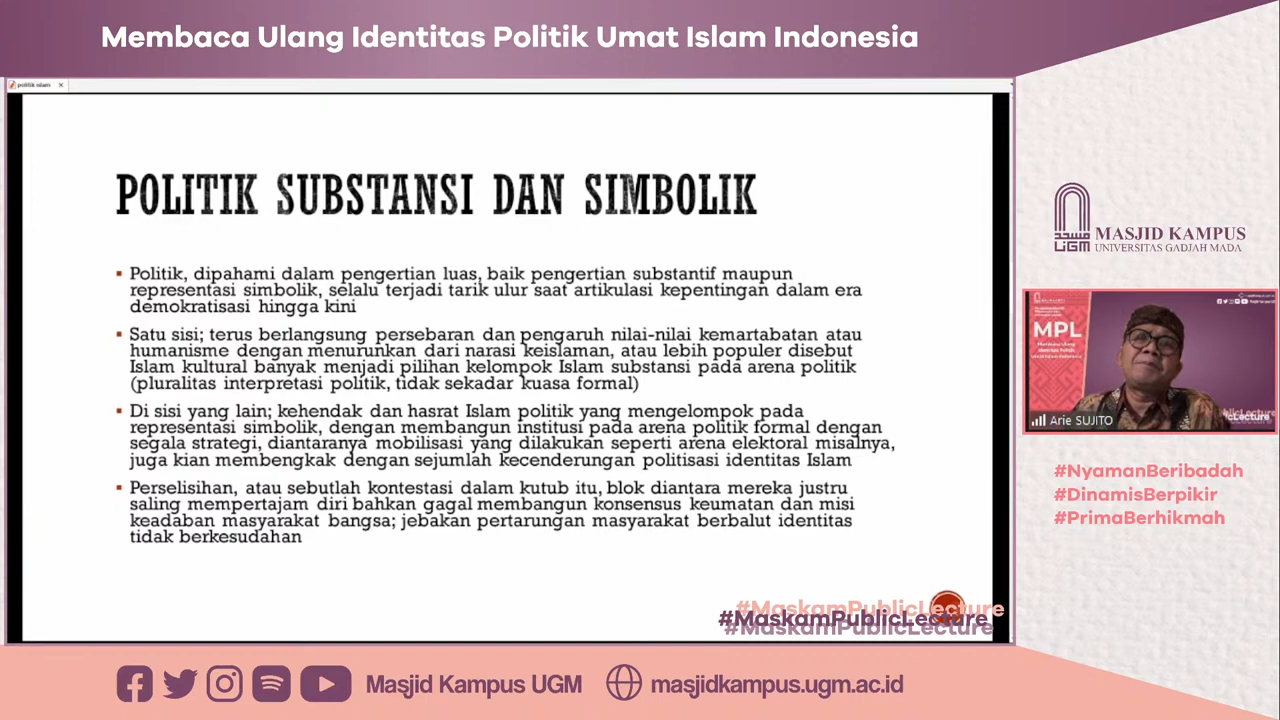 Membaca Ulang Identitas Politik Umat Islam Indonesia
politik islam
POLITIK SUBSTANSI DAN SIMBOLIK
Politik, dipahami dalam pengertian luas, baik pengertian substantif maupun
representasi simbolik, selalu terjadi tarik ulur saat artikulasi kepentingan dalam era
demokratisasi hingga kini
Satu sisi; terus berlangsung persebaran dan pengaruh nilai-nilai kemartabatan atau
humanisme dengan memainkan dari narasi keislaman, atau lebih populer disebut
Islam kultural banyak menjadi pilihan kelompok Islam substansi pada arena politik
(pluralitas interpretasi politik, tidak sekadar kuasa formal)
Di sisi yang lain; kehendak dan hasrat Islam politik yang mengelompok pada
representasi simbolik, dengan membangun institusi pada arena politik formal dengan
segala strategi, diantaranya mobilisasi yang dilakukan seperti arena elektoral misalnya,
juga kian membengkak dengan sejumlah kecenderungan politisasi identitas Islam
Perselisihan, atau sebutlah kontestasi dalam kutub itu, blok diantara mereka justru
saling mempertajam diri bahkan gagal membangun konsensus keumatan dan misi
keadaban masyarakat bangsa; jebakan pertarungan masyarakat berbalut identitas
tidak berkesudahan
#MaskamPublicLecture
#MaskamPublicLecture
#MaskamPublicLecture
UGM
MASJID KAMPUS
UNIVERSITAS GADJAH MADA
MPL
Arie SUJITO
#NyamanBeribadah
#DinamisBerpikir
#PrimaBerhikmah
Masjid Kampus UGM
masjidkampus.ugm.ac.id